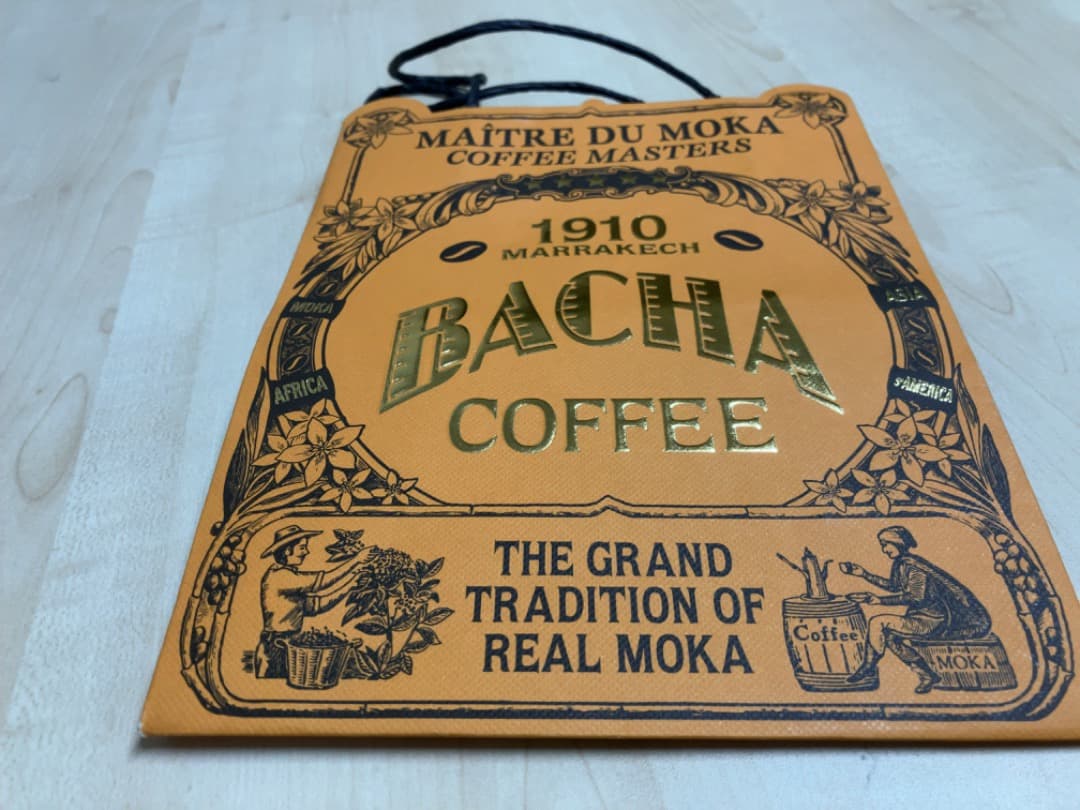 MAÎTRE DU MOKA
COFFEE MASTERS
1910
MARRAKECH
BACHA
COFFEE
MOKA
ASIA
AFRICA
S.AMERICA
THE GRAND
TRADITION OF
REAL MOKA
Coffee
MOKA